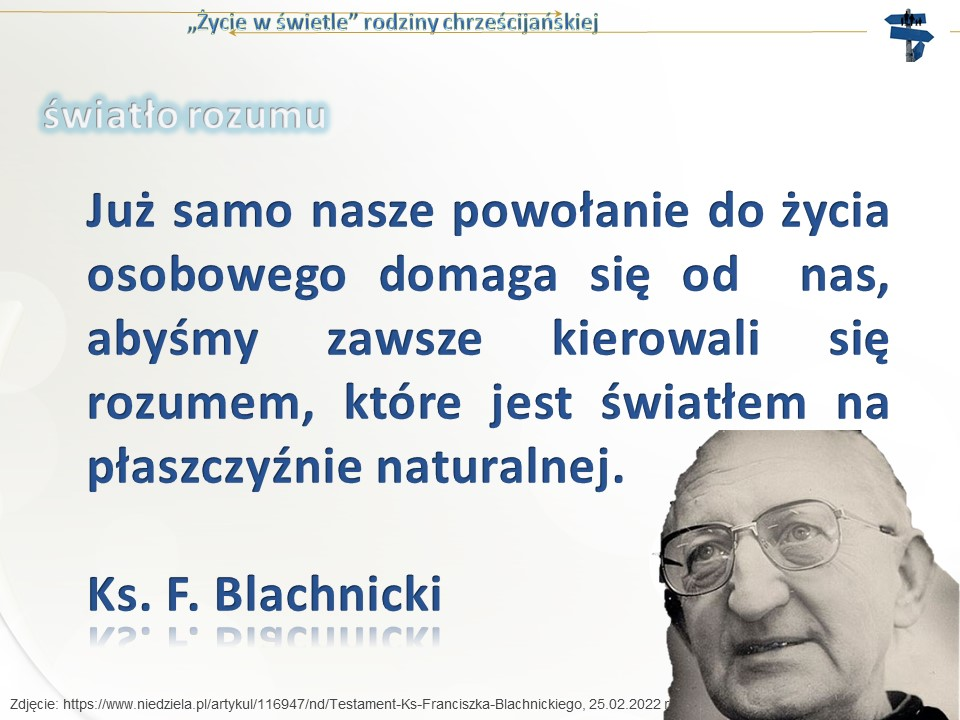 „Życie w świetle” rodziny chrześcijańskiej
światło rozumu
Już samo nasze powołanie do życia
osobowego domaga się od nas,
abyśmy zawsze kierowali się
rozumem, które jest światłem na
płaszczyźnie naturalnej.
Ks. F. Blachnicki
Zdjęcie: https://www.niedziela.pl/artykul/116947/nd/Testament-Ks-Franciszka-Blachnickiego, 25.02.2022